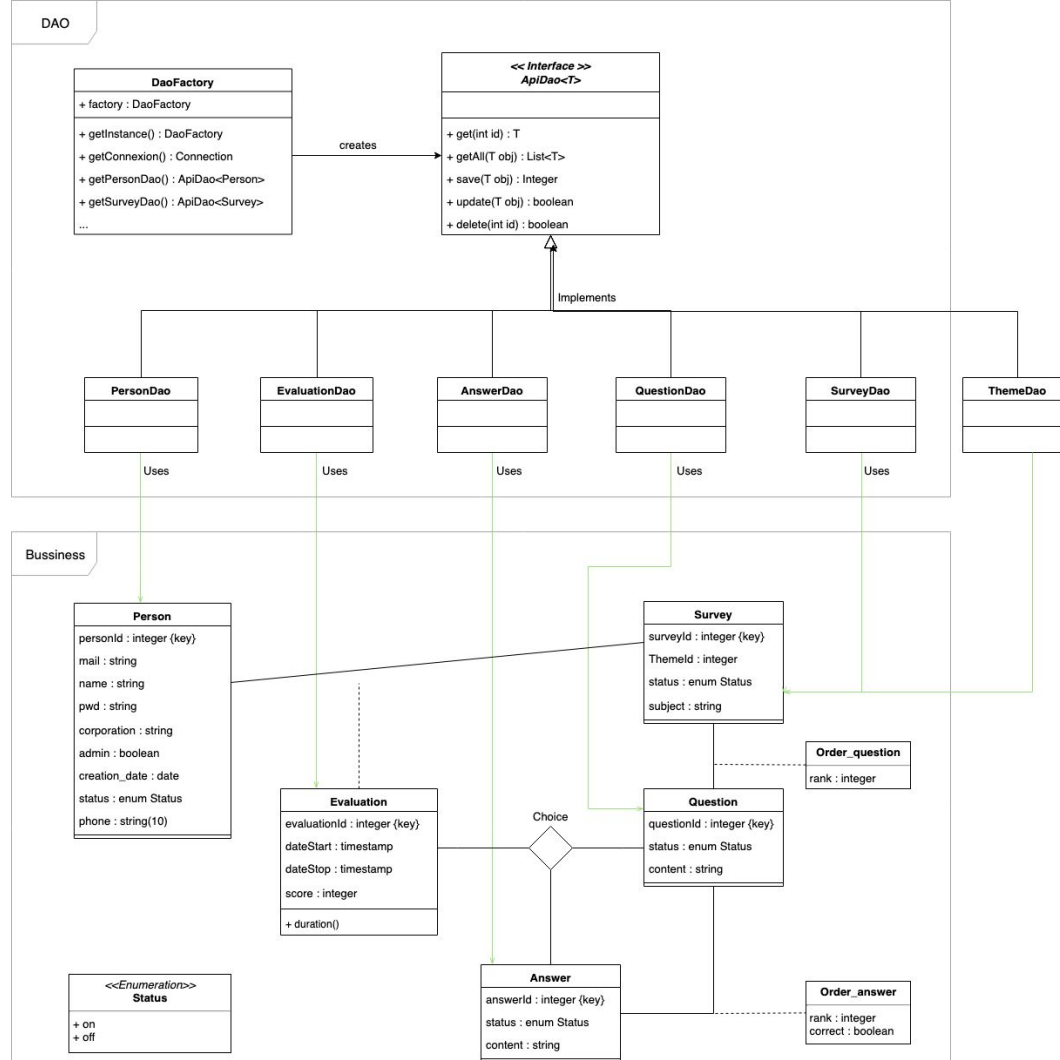 DAO
DaoFactory
+ factory : DaoFactory
+ getInstance() : DaoFactory
+ getConnexion() : Connection
+ getPersonDao() : ApiDao<Person>
+ getSurveyDao() : ApiDao<Survey>
...
creates
<< Interface >>
ApiDao<T>
+ get(int id) : T
+ getAll(T obj) : List<T>
+ save(T obj) : Integer
+ update(T obj) : boolean
+ delete(int id) : boolean
Implements
PersonDao
EvaluationDao
AnswerDao
QuestionDao
SurveyDao
ThemeDao
Uses
Uses
Uses
Uses
Uses
Bussiness
Person
personId : integer {key}
mail : string
name : string
pwd : string
corporation : string
admin : boolean
creation_date : date
status : enum Status
phone : string(10)
Survey
surveyId : integer {key}
ThemeId : integer
status : enum Status
subject : string
Order_question
rank : integer
Evaluation
evaluationId : integer {key}
dateStart : timestamp
dateStop : timestamp
score : integer
+ duration()
Choice
Question
questionId : integer {key}
status : enum Status
content : string
<<Enumeration>>
Status
+ on
+ off
Answer
answerId : integer {key}
status : enum Status
content : string
Order_answer
rank : integer
correct : boolean